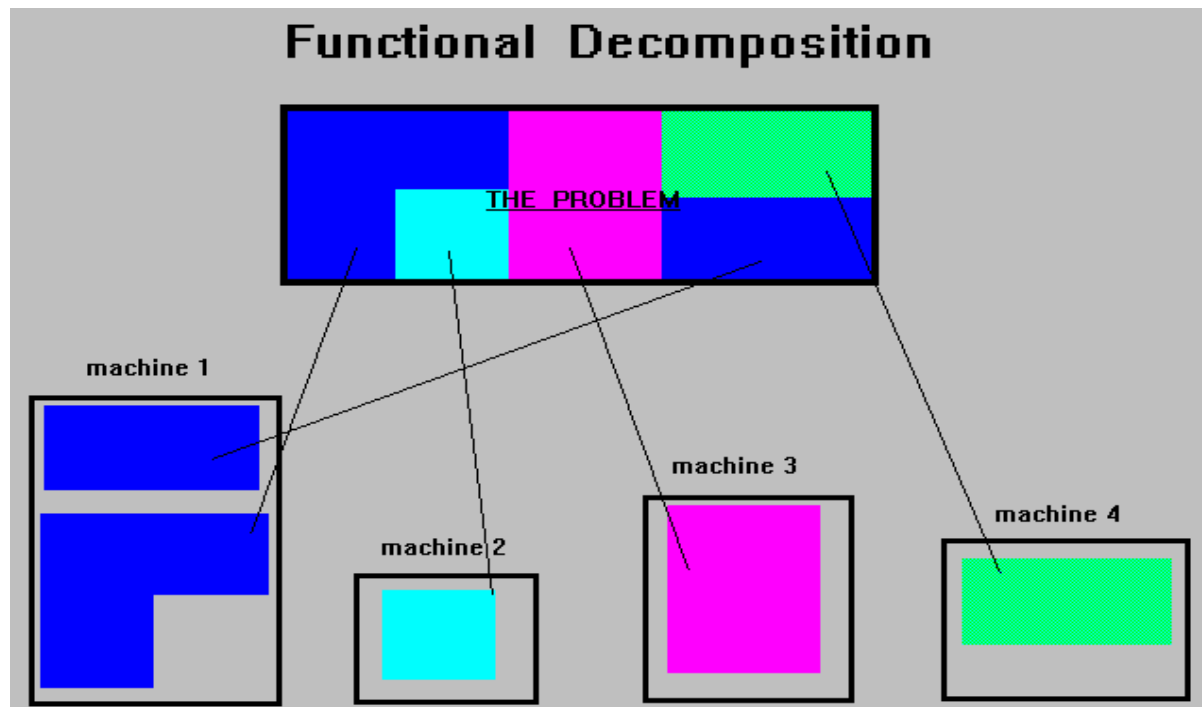 Functional Decomposition
THE PROBLEM
machine 1
machine 3
machine 4
machine 2